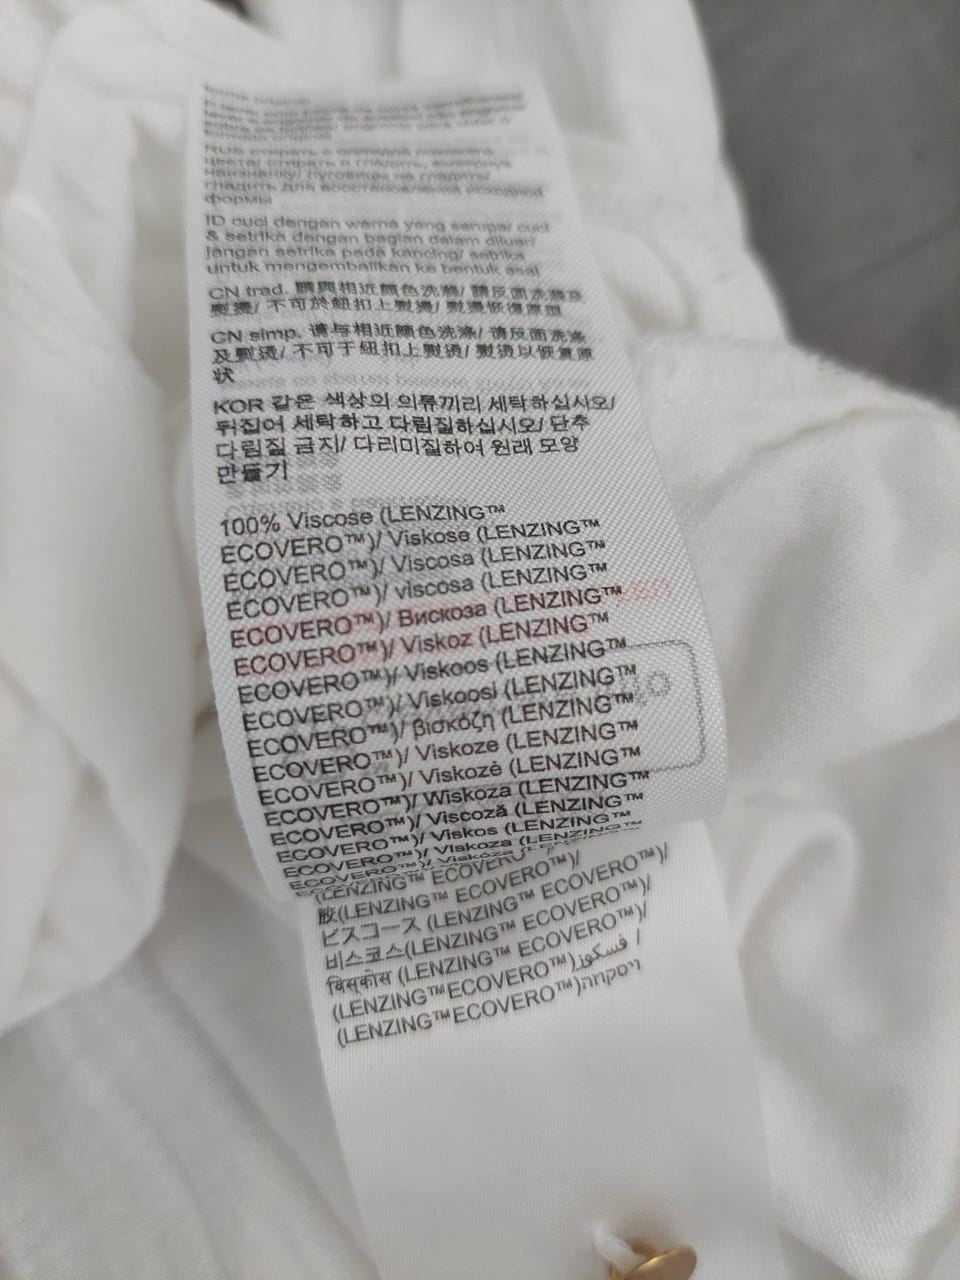 forma original
RUS стирать с одеждой похожего
цвета/ стирать и гладить, вывернув
наизнанку/ пуговицы не гладить/
гладить для восстановления исходной
формы
ID cuci dengan warna yang serupa/ cuci
& setrika dengan bagian dalam diluar/
jangan setrika pada kancing/ setrika
untuk mengembalikan ke bentuk asal
CN trad. 請與相近顏色洗滌/ 請反面洗滌及
熨燙/ 不可於鈕扣上熨燙/ 熨燙恢復原狀
CN simp. 请与相近颜色洗涤/ 请反面洗涤
及熨烫/ 不可于纽扣上熨烫/ 熨烫以恢复原
状
KOR 같은 색상의 의류끼리 세탁하십시오/
뒤집어 세탁하고 다림질하십시오/ 단추
다림질 금지/ 다리미질하여 원래 모양
만들기
100% Viscose (LENZING™
ECOVERO™)/ Viskose (LENZING™
ECOVERO™)/ Viscosa (LENZING™
ECOVERO™)/ viscosa (LENZING™
ECOVERO™)/ Вискоза (LENZING™
ECOVERO™)/ Viskoz (LENZING™
ECOVERO™)/ Viskoos (LENZING™
ECOVERO™)/ Viskoosi (LENZING™
ECOVERO™)/ βισκόζη (LENZING™
ECOVERO™)/ Viskoze (LENZING™
ECOVERO™)/ Viskozė (LENZING™
ECOVERO™)/ Wiskoza (LENZING™
ECOVERO™)/ Viscoză (LENZING™
ECOVERO™)/ Viskos (LENZING™
ECOVERO™)/ Viskoza (LENZING™
ECOVERO™)/ Viskóza (LENZING™
(LENZING™ ECOVERO™)/
胶(LENZING™ ECOVERO™)/
ビスコース (LENZING™ ECOVERO™)/
비스코스(LENZING™ ECOVERO™)/
विस्कोस (LENZING™ ECOVERO™)/
(LENZING™ECOVERO™)فسكوز /
(LENZING™ECOVERO™)ויסקוזה